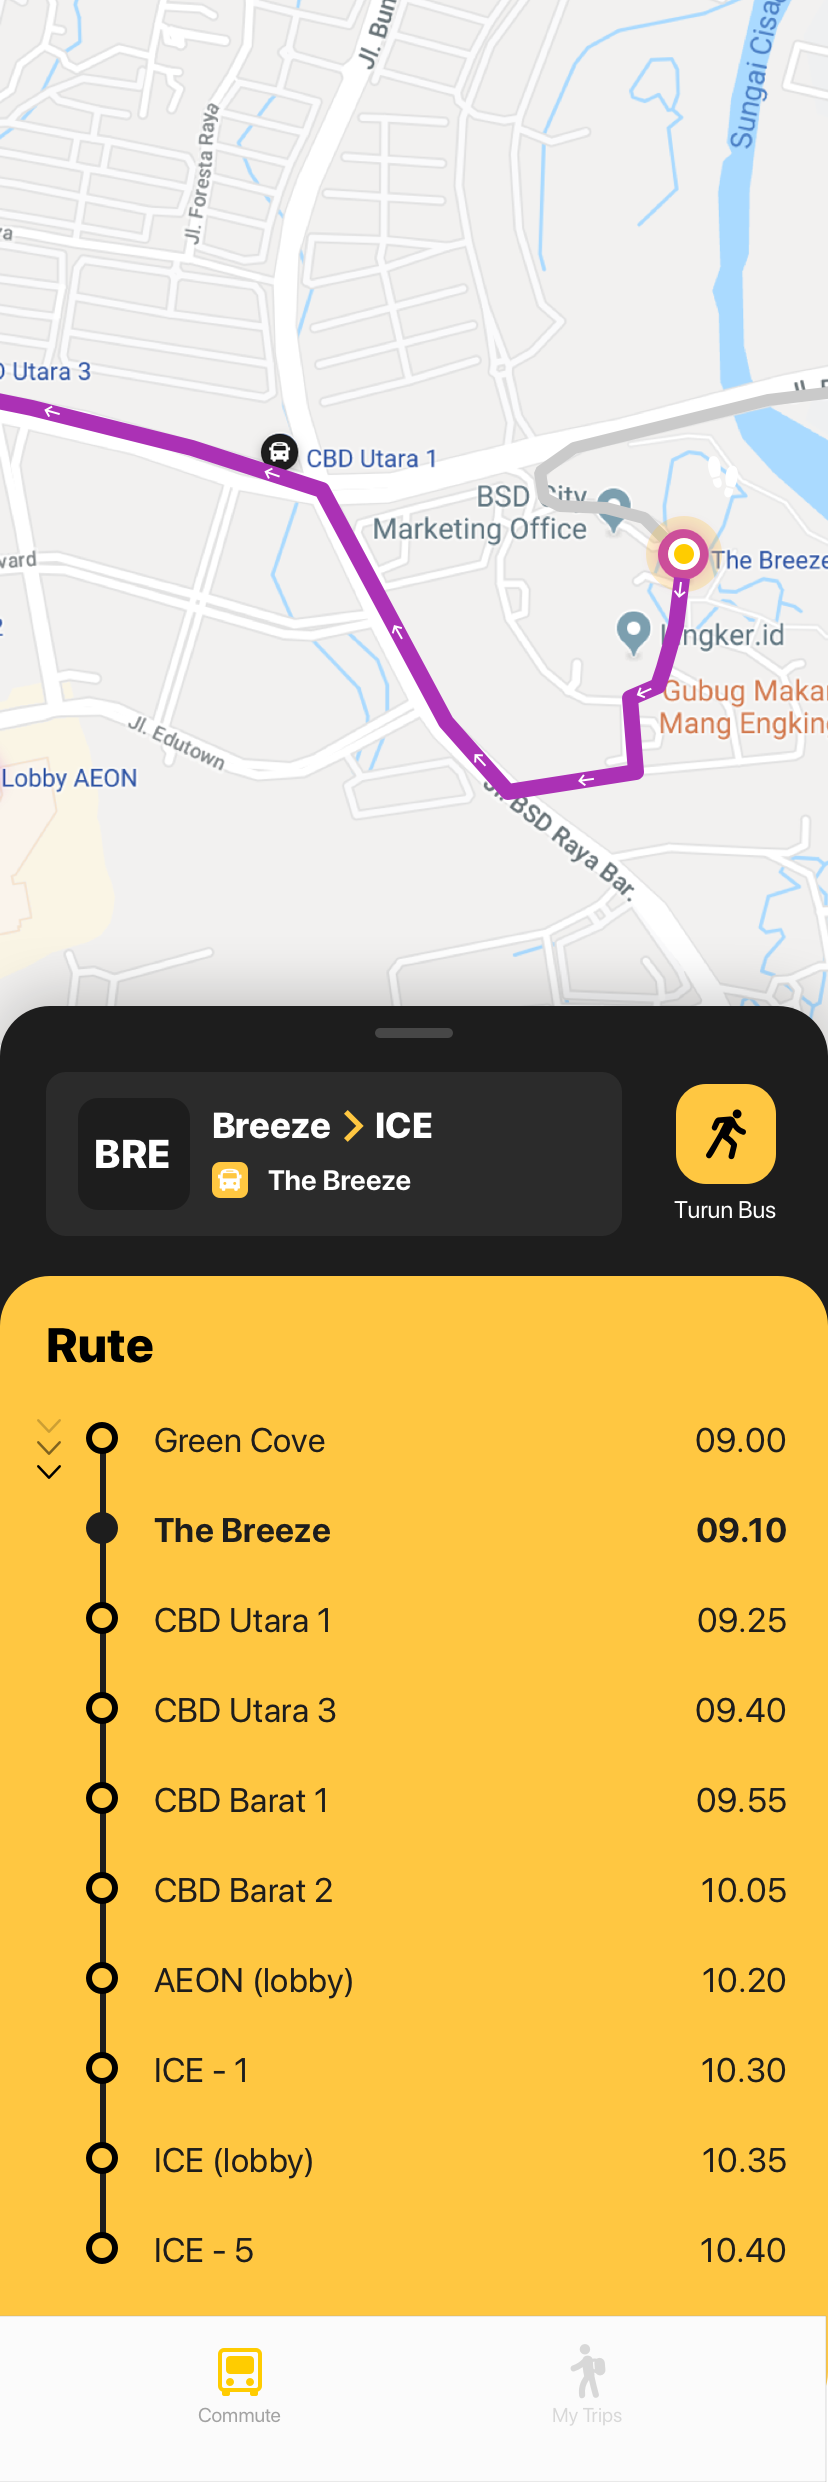 Jl. Bun
Sungai Cisa
Jl. Foresta Raya
ya
D Utara 3
CBD Utara 1
BSD City
Marketing Office
The Breeze
vard
2
ngker.id
Gubug Makan
Mang Engking
Jl. Edutown
Lobby AEON
Jl. BSD Raya Bar.
BRE
Breeze > ICE
The Breeze
Turun Bus
Rute
Green Cove 09.00
The Breeze 09.10
CBD Utara 1 09.25
CBD Utara 3 09.40
CBD Barat 1 09.55
CBD Barat 2 10.05
AEON (lobby) 10.20
ICE - 1 10.30
ICE (lobby) 10.35
ICE - 5 10.40
Commute
My Trips